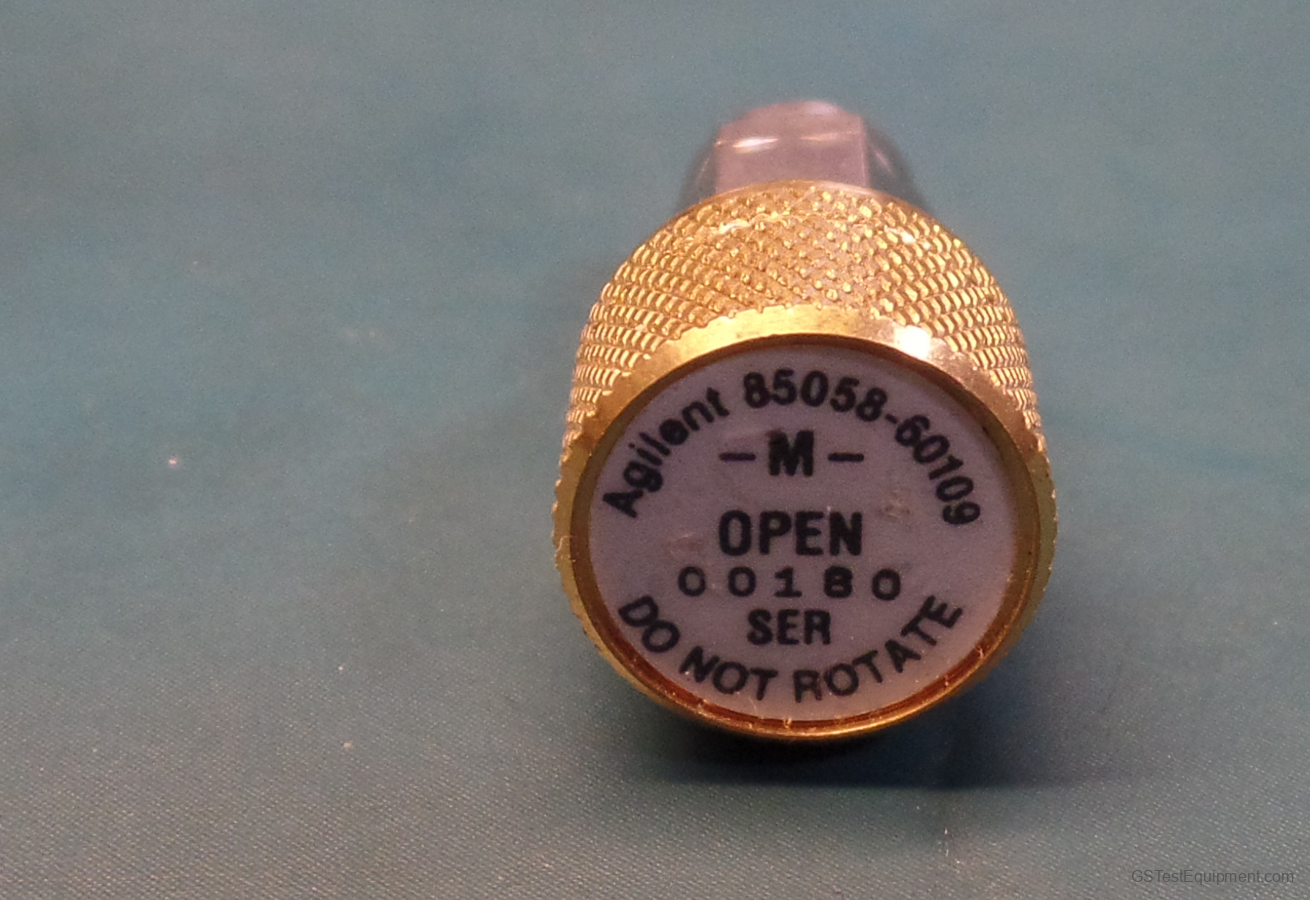 Agilent 85058-60109
-M-
OPEN
00180
SER
DO NOT ROTATE
GSTestEquipment.com